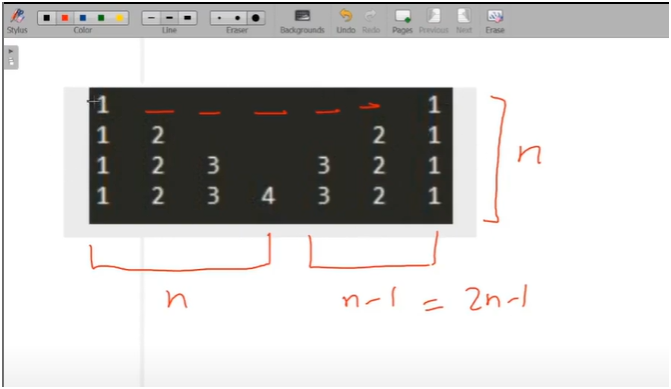 Stylus Color Line Eraser Backgrounds Undo Redo Pages Previous Next Erase
1 1
1 2 2 1
1 2 3 3 2 1
1 2 3 4 3 2 1
n
n n-1 = 2n-1